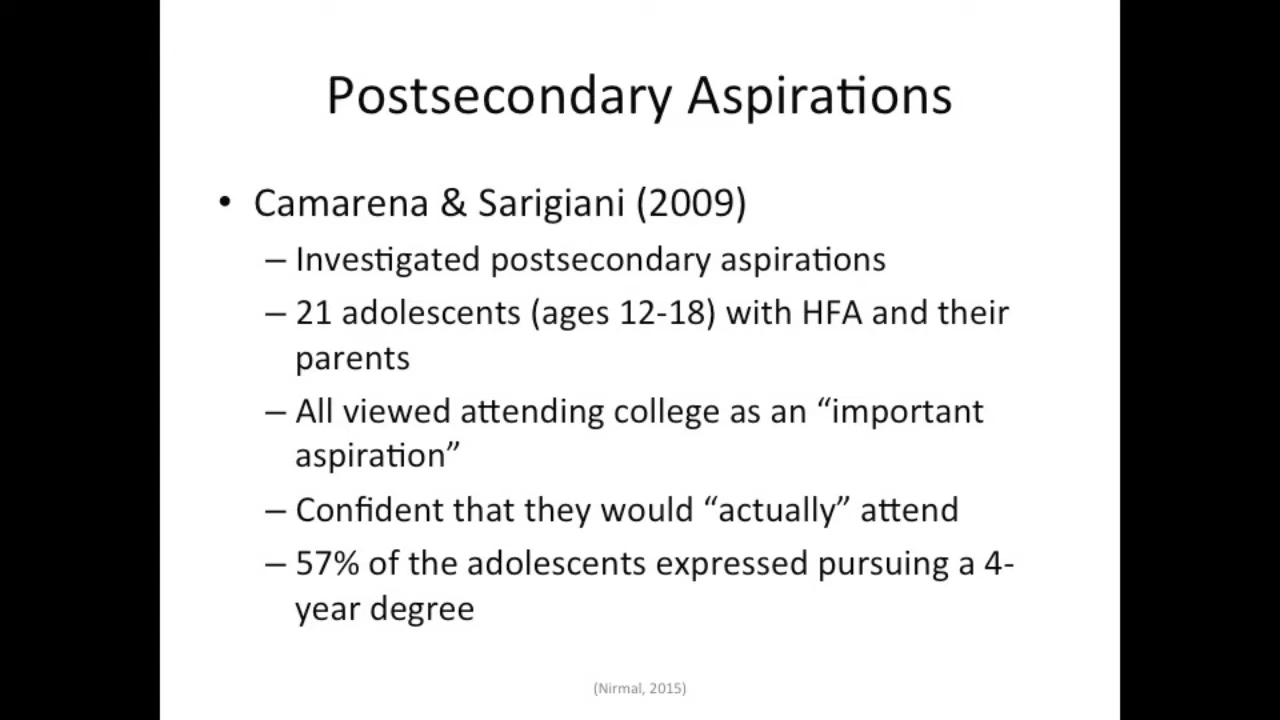 Postsecondary Aspirations
• Camarena & Sarigiani (2009)
– Investigated postsecondary aspirations
– 21 adolescents (ages 12-18) with HFA and their
parents
– All viewed attending college as an “important
aspiration”
– Confident that they would “actually” attend
– 57% of the adolescents expressed pursuing a 4-
year degree
(Nirmal, 2015)